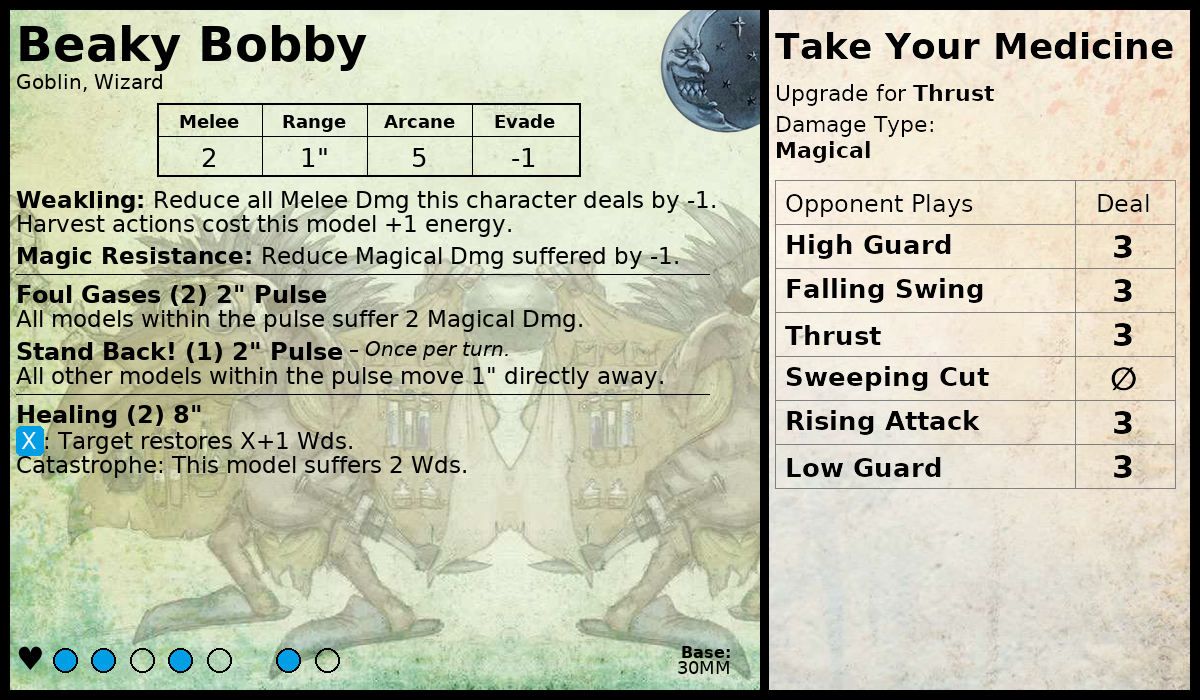 Beaky Bobby
Goblin, Wizard
Melee Range Arcane Evade
2 1" 5 -1
Weakling: Reduce all Melee Dmg this character deals by -1.
Harvest actions cost this model +1 energy.
Magic Resistance: Reduce Magical Dmg suffered by -1.
Foul Gases (2) 2" Pulse
All models within the pulse suffer 2 Magical Dmg.
Stand Back! (1) 2" Pulse – Once per turn.
All other models within the pulse move 1" directly away.
Healing (2) 8"
X: Target restores X+1 Wds.
Catastrophe: This model suffers 2 Wds.
Base:
30MM
Take Your Medicine
Upgrade for Thrust
Damage Type:
Magical
Opponent Plays Deal
High Guard 3
Falling Swing 3
Thrust 3
Sweeping Cut ∅
Rising Attack 3
Low Guard 3